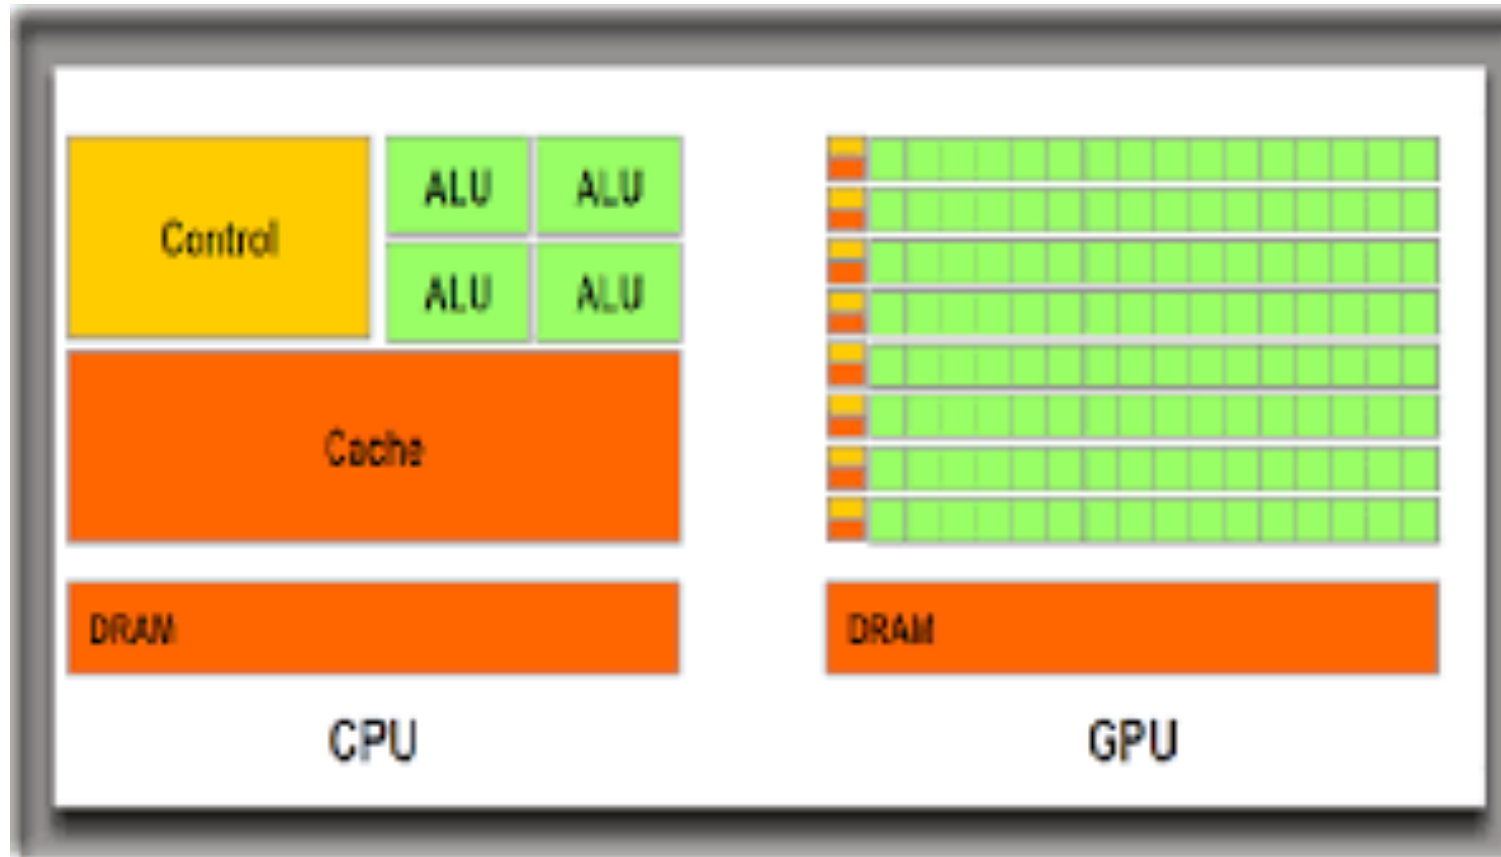 Control
ALU ALU
ALU ALU
Cache
DRAM
CPU
DRAM
GPU